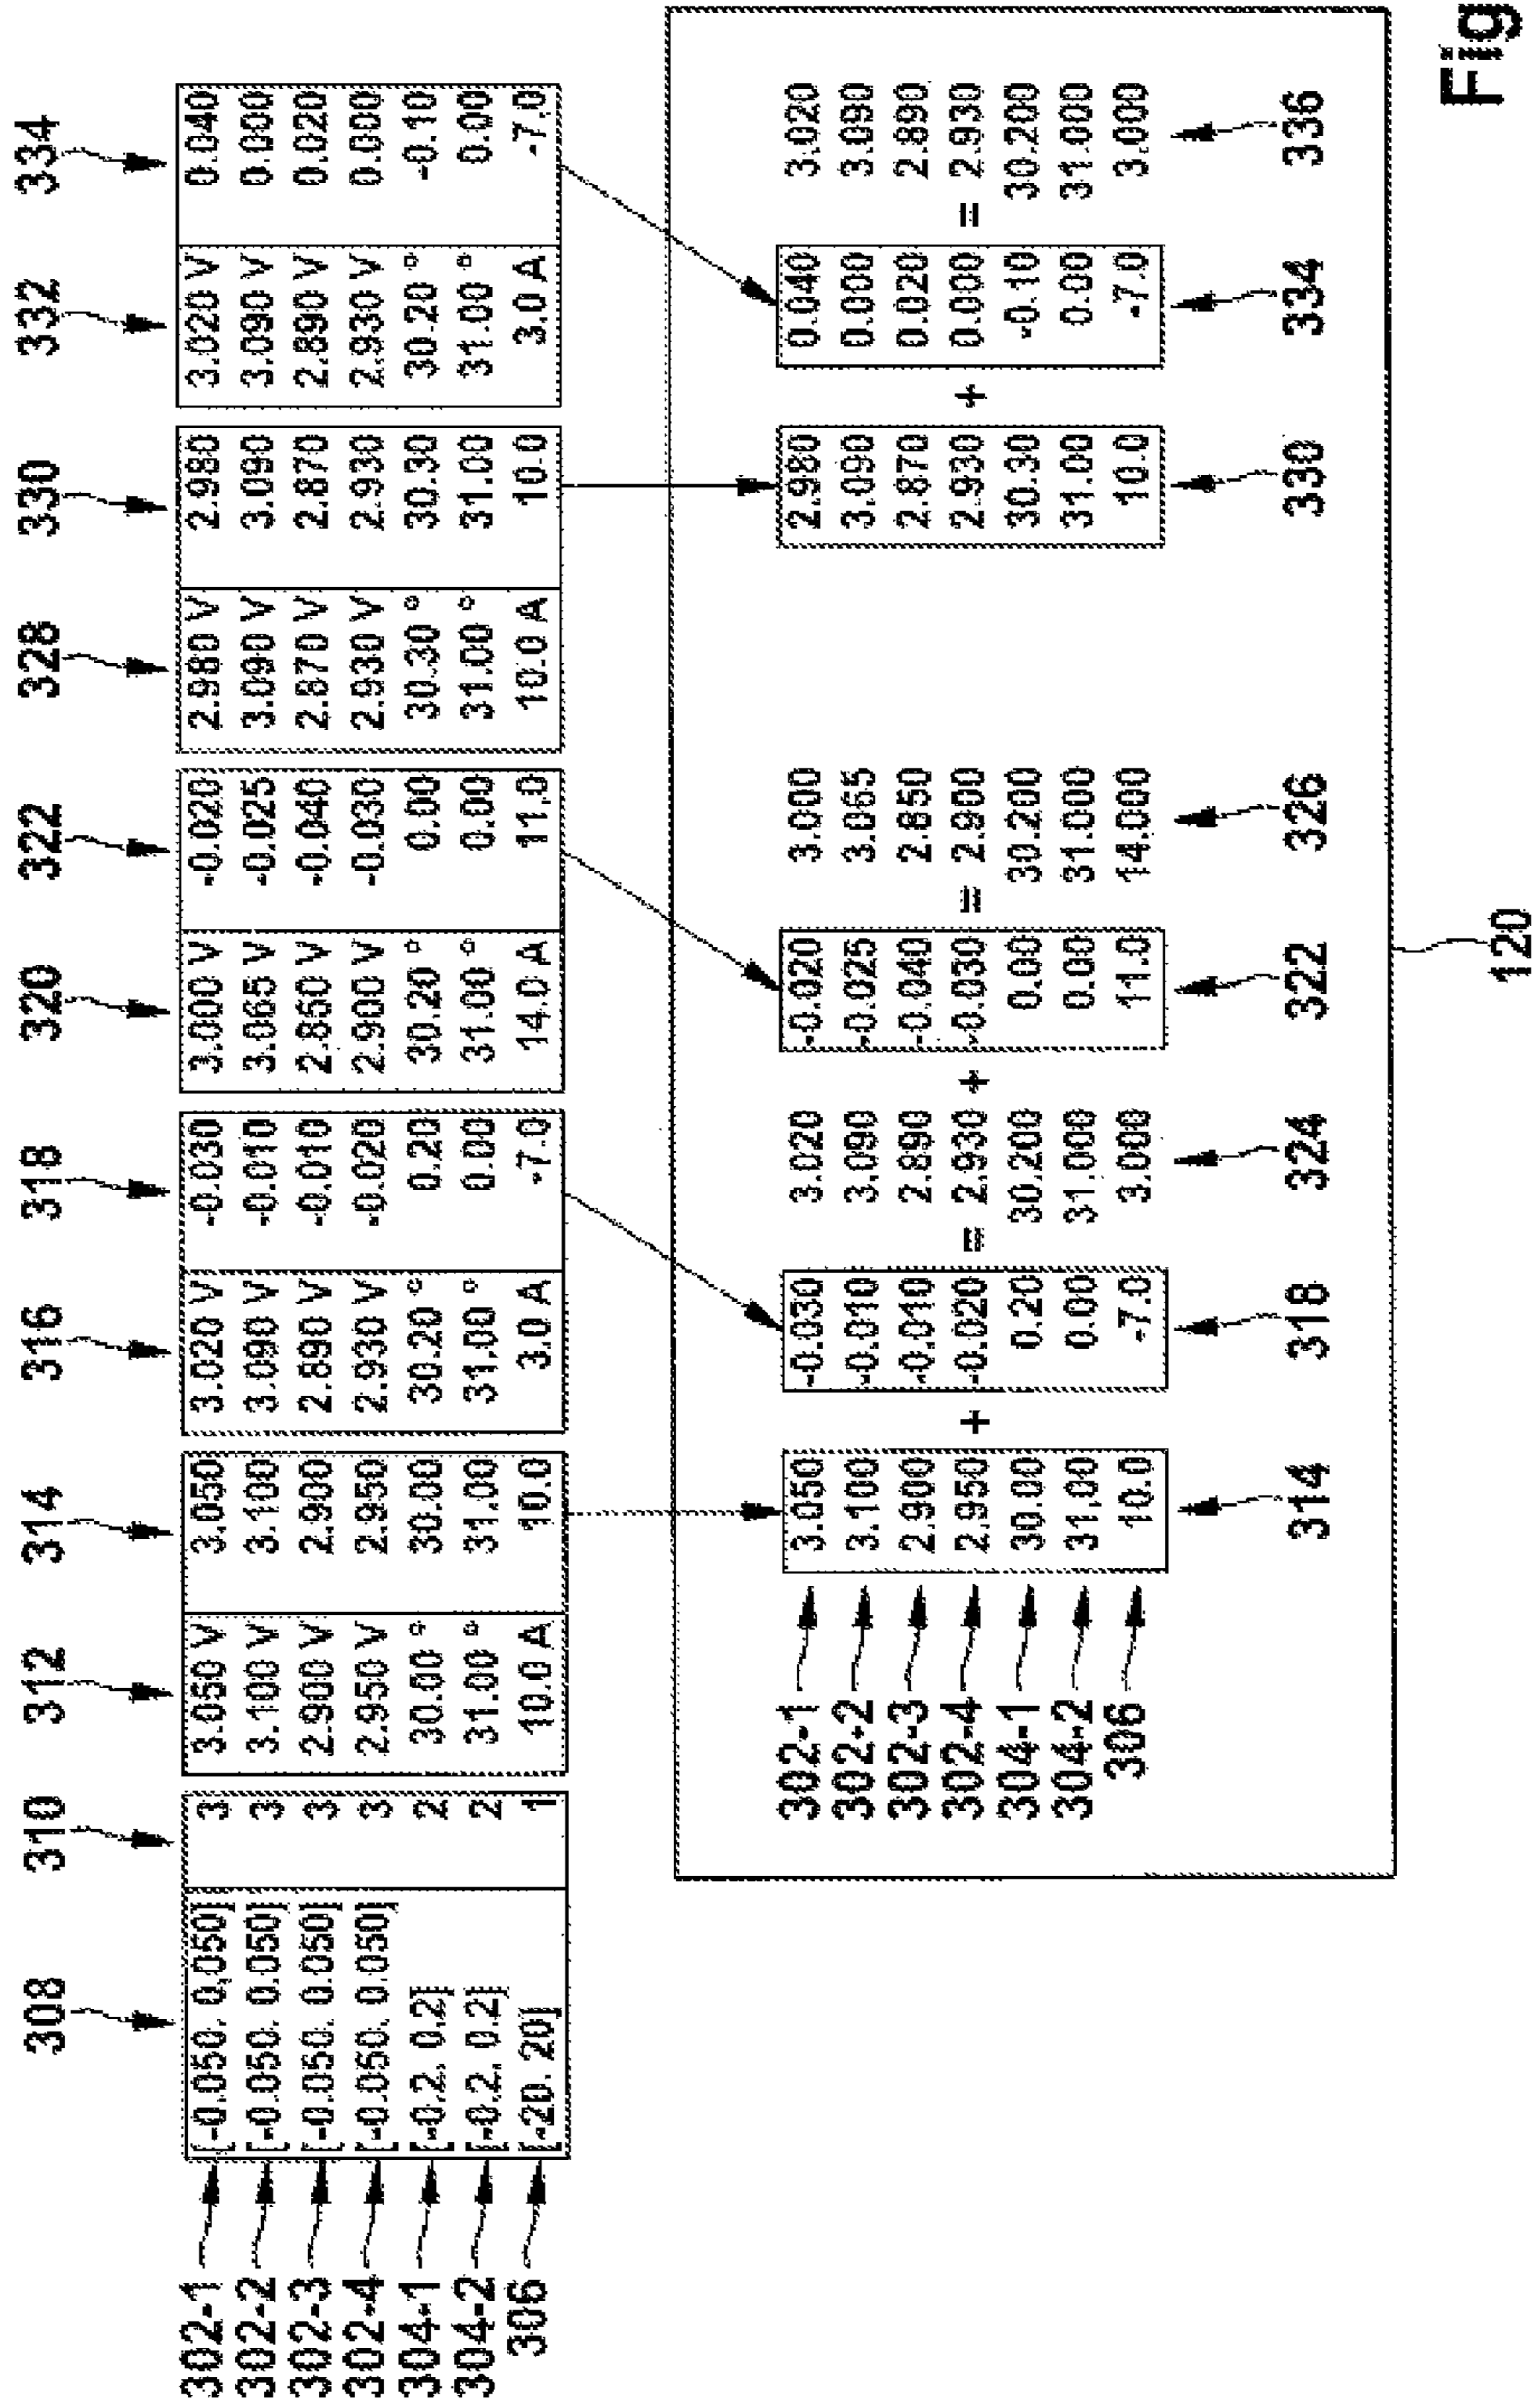 308 310 312 314 316 318 320 322 328 330 332 334
302-1 [-0.050. 0.050] 3 3.050 V 3.050 3.020 V -0.030 3.000 V -0.020 2.980 V 2.980 3.020 V 0.040
302-2 [-0.050. 0.050] 3 3.100 V 3.100 3.090 V -0.010 3.065 V -0.025 3.090 V 3.090 3.090 V 0.000
302-3 [-0.050. 0.050] 3 2.900 V 2.900 2.890 V -0.010 2.850 V -0.040 2.870 V 2.870 2.890 V 0.020
302-4 [-0.050. 0.050] 3 2.950 V 2.950 2.930 V -0.020 2.900 V -0.030 2.930 V 2.930 2.930 V 0.000
304-1 [-0.2. 0.2] 2 30.00 ° 30.00 30.20 ° 0.20 30.20 ° 0.00 30.30 ° 30.30 30.20 ° -0.10
304-2 [-0.2. 0.2] 2 31.00 ° 31.00 31.00 ° 0.00 31.00 ° 0.00 31.00 ° 31.00 31.00 ° 0.00
306 [-20. 20] 1 10.0 A 10.0 3.0 A -7.0 14.0 A 11.0 10.0 A 10.0 3.0 A -7.0
302-1 3.050 -0.030 3.020 -0.020 3.000 2.980 0.040 3.020
302-2 3.100 -0.010 3.090 -0.025 3.065 3.090 0.000 3.090
302-3 2.900 -0.010 2.890 -0.040 2.850 2.870 0.020 2.890
302-4 2.950 + -0.020 = 2.930 + -0.030 = 2.900 2.930 + 0.000 = 2.930
304-1 30.00 0.20 30.200 0.00 30.200 30.30 -0.10 30.200
304-2 31.00 0.00 31.000 0.00 31.000 31.00 0.00 31.000
306 10.0 -7.0 3.000 11.0 14.000 10.0 -7.0 3.000
314 318 324 322 326 330 334 336
120
Fig